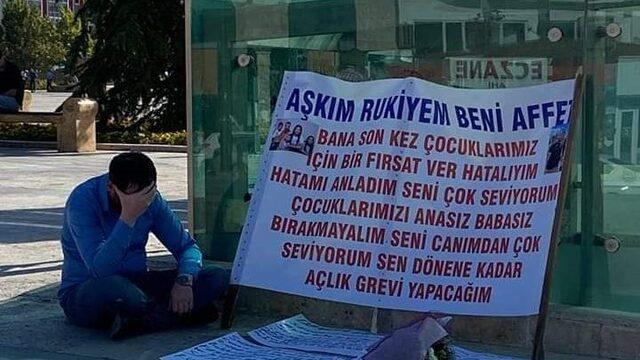 ECZANE
AŞKIM RUKİYEM BENİ AFFET
BANA SON KEZ ÇOCUKLARIMIZ
İÇİN BİR FIRSAT VER HATALIYIM
HATAMI ANLADIM SENİ ÇOK SEVİYORUM
ÇOCUKLARIMIZI ANASIZ BABASIZ
BIRAKMAYALIM SENİ CANIMDAN ÇOK
SEVİYORUM SEN DÖNENE KADAR
AÇLIK GREVİ YAPACAĞIM